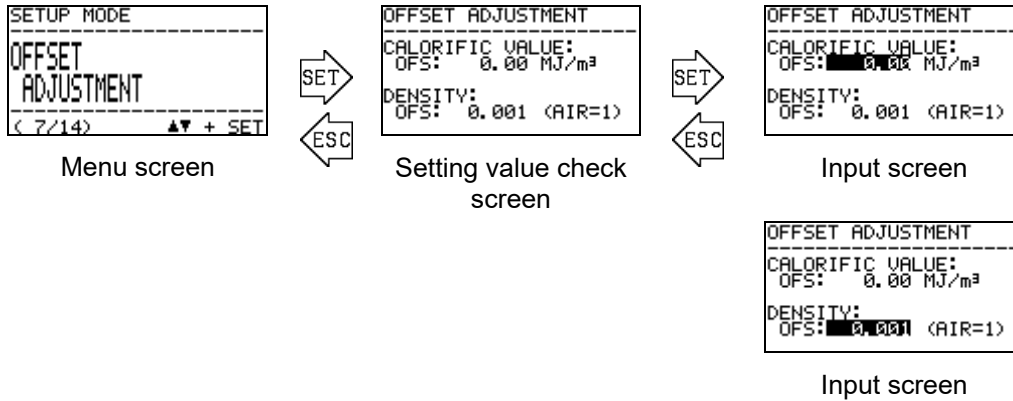 SETUP MODE
OFFSET
ADJUSTMENT
( 7/14) ▲▼ + SET
Menu screen
SET
ESC
OFFSET ADJUSTMENT
CALORIFIC VALUE:
OFS: 0.00 MJ/m³
DENSITY:
OFS: 0.001 (AIR=1)
Setting value check
screen
SET
ESC
OFFSET ADJUSTMENT
CALORIFIC VALUE:
OFS: 0.00 MJ/m³
DENSITY:
OFS: 0.001 (AIR=1)
Input screen
OFFSET ADJUSTMENT
CALORIFIC VALUE:
OFS: 0.00 MJ/m³
DENSITY:
OFS: 0.001 (AIR=1)
Input screen